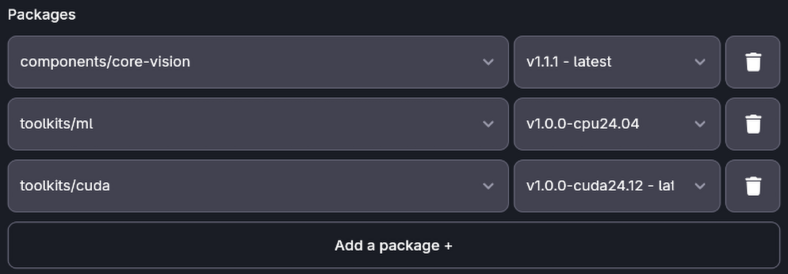 Packages
components/core-vision
v1.1.1 - latest
toolkits/ml
v1.0.0-cpu24.04
toolkits/cuda
v1.0.0-cuda24.12 - lat
Add a package +